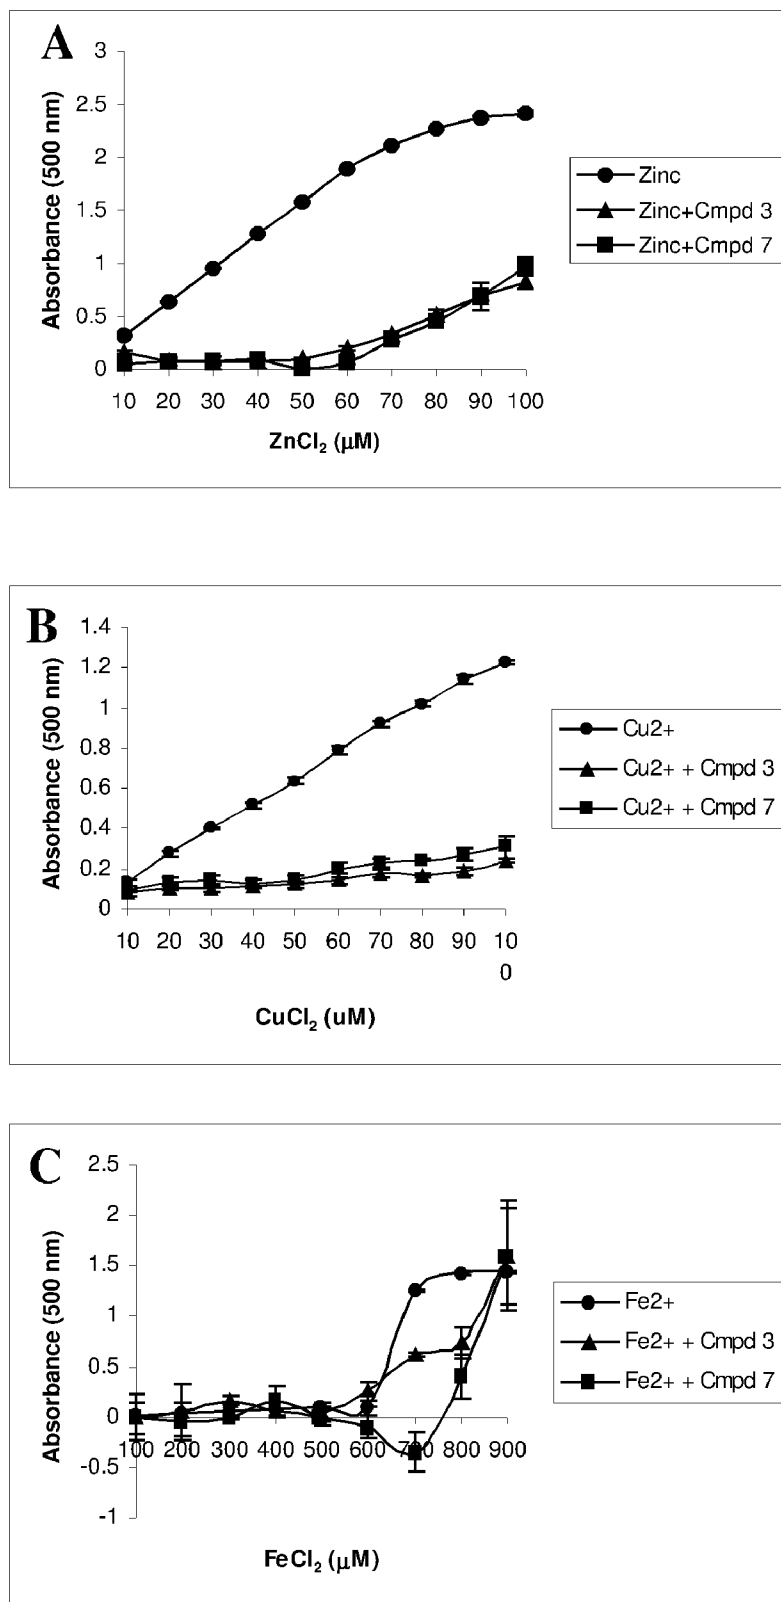 A
3
2.5
2
1.5
1
0.5
0
Absorbance (500 nm)
10 20 30 40 50 60 70 80 90 100
ZnCl₂ (μM)
Zinc
Zinc+Cmpd 3
Zinc+Cmpd 7
B
1.4
1.2
1
0.8
0.6
0.4
0.2
0
Absorbance (500 nm)
10 20 30 40 50 60 70 80 90 10
0
CuCl₂ (uM)
Cu2+
Cu2+ + Cmpd 3
Cu2+ + Cmpd 7
C
2.5
2
1.5
1
0.5
0
-0.5
-1
Absorbance (500 nm)
100 200 300 400 500 600 700 800 900
FeCl₂ (μM)
Fe2+
Fe2+ + Cmpd 3
Fe2+ + Cmpd 7